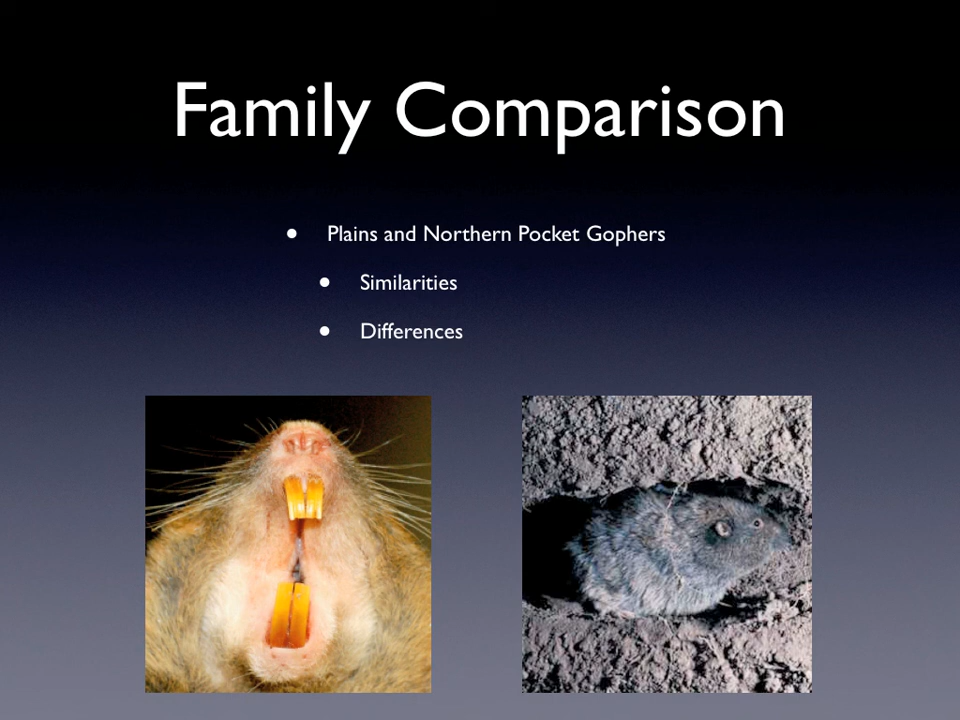 Family Comparison
• Plains and Northern Pocket Gophers
• Similarities
• Differences